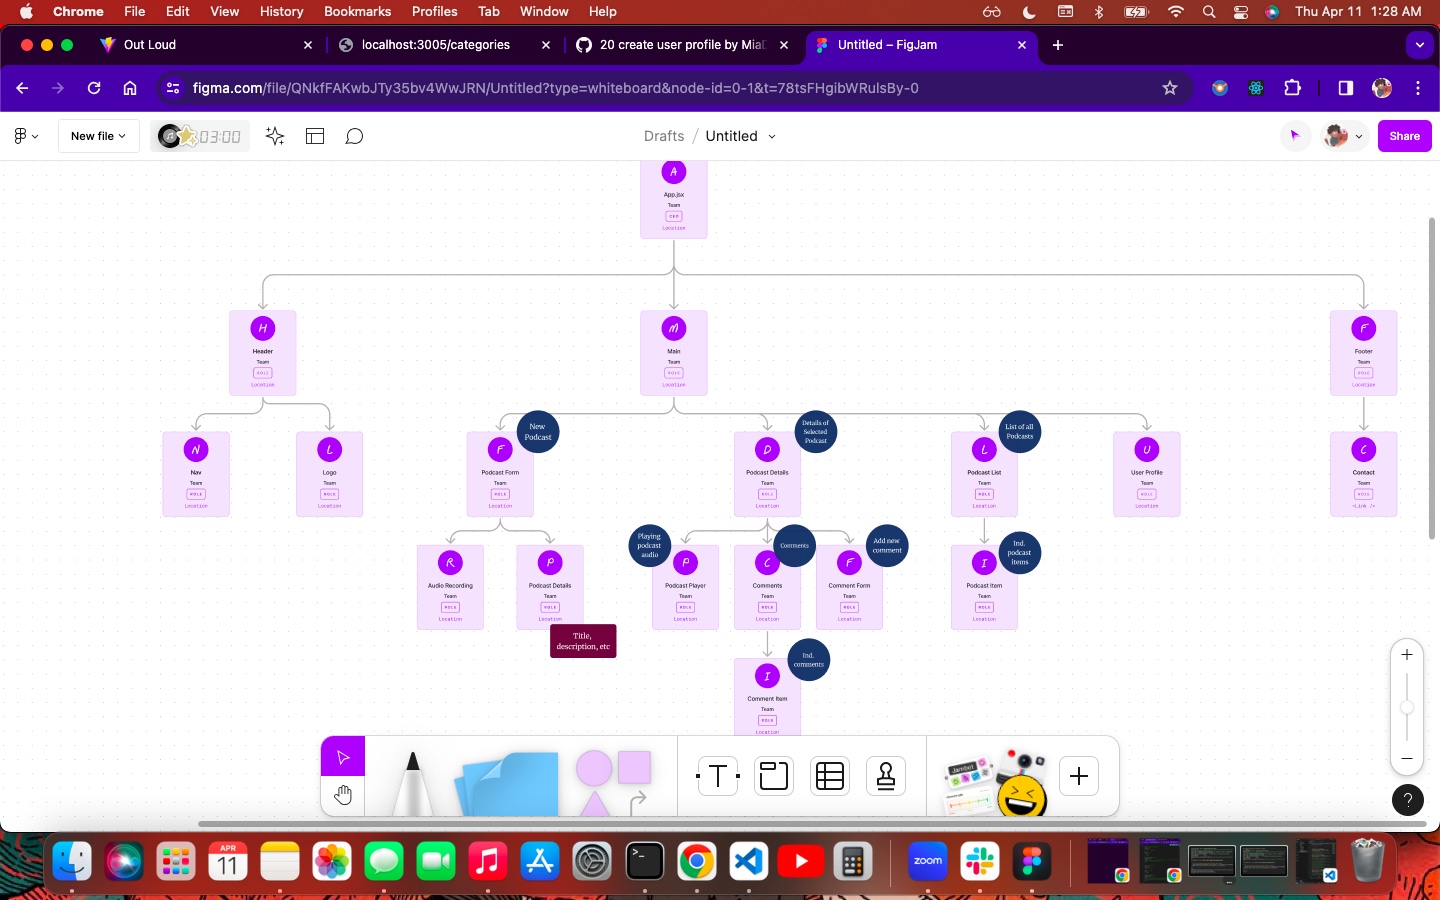 Chrome File Edit View History Bookmarks Profiles Tab Window Help Thu Apr 11 1:28 AM
Out Loud localhost:3005/categories 20 create user profile by Mia Untitled – FigJam
figma.com/file/QNkfFAKwbJTy35bv4WwJRN/Untitled?type=whiteboard&node-id=0-1&t=78tsFHgibWRulsBy-0
New file 03:00 Drafts / Untitled Share
A
App.jsx
Team
CEO
Location
H M F
Header Main Footer
Team Team Team
ROLE ROLE ROLE
Location Location Location
New
Podcast
Details of
Selected
Podcast
List of all
Podcasts
N L F D L U C
Nav Logo Podcast Form Podcast Details Podcast List User Profile Contact
Team Team Team Team Team Team Team
ROLE ROLE ROLE ROLE ROLE ROLE ROLE
Location Location Location Location Location Location <Link />
Playing
podcast
audio
Comments
Add new
comment
Ind.
podcast
items
R P P C F I
Audio Recording Podcast Details Podcast Player Comments Comment Form Podcast Item
Team Team Team Team Team Team
ROLE ROLE ROLE ROLE ROLE ROLE
Location Location Location Location Location Location
Title,
description, etc
Ind.
comments
I
Comment Item
Team
ROLE
Location
T
Jambot
?
APR
11
zoom